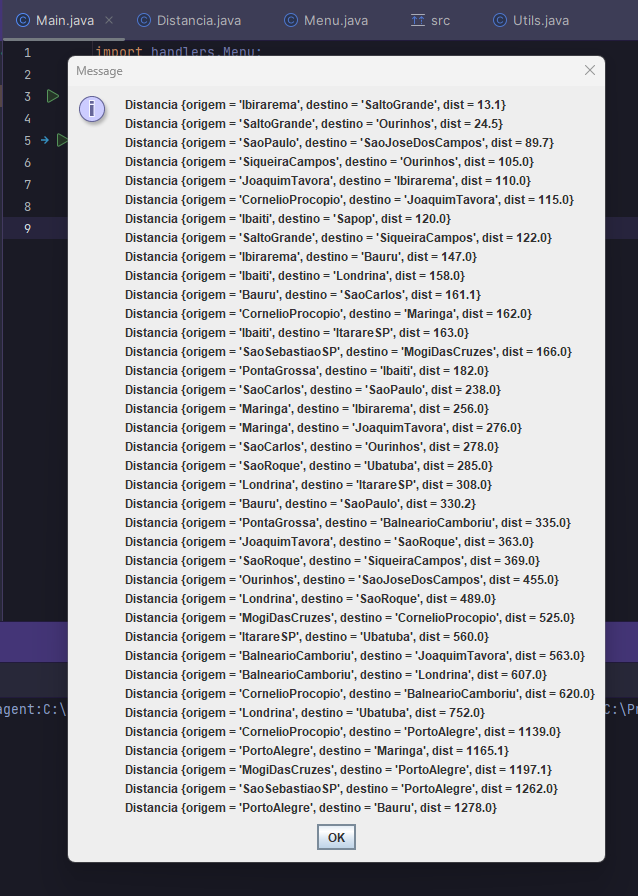 Main.java
Distancia.java
Menu.java
src
Utils.java
1 import handlers.Menu;
2
3
4
5
6
7
8
9
Message
Distancia {origem = 'Ibirarema', destino = 'SaltoGrande', dist = 13.1}
Distancia {origem = 'SaltoGrande', destino = 'Ourinhos', dist = 24.5}
Distancia {origem = 'SaoPaulo', destino = 'SaoJoseDosCampos', dist = 89.7}
Distancia {origem = 'SiqueiraCampos', destino = 'Ourinhos', dist = 105.0}
Distancia {origem = 'JoaquimTavora', destino = 'Ibirarema', dist = 110.0}
Distancia {origem = 'CornelioProcopio', destino = 'JoaquimTavora', dist = 115.0}
Distancia {origem = 'Ibaiti', destino = 'Sapop', dist = 120.0}
Distancia {origem = 'SaltoGrande', destino = 'SiqueiraCampos', dist = 122.0}
Distancia {origem = 'Ibirarema', destino = 'Bauru', dist = 147.0}
Distancia {origem = 'Ibaiti', destino = 'Londrina', dist = 158.0}
Distancia {origem = 'Bauru', destino = 'SaoCarlos', dist = 161.1}
Distancia {origem = 'CornelioProcopio', destino = 'Maringa', dist = 162.0}
Distancia {origem = 'Ibaiti', destino = 'ItarareSP', dist = 163.0}
Distancia {origem = 'SaoSebastiaoSP', destino = 'MogiDasCruzes', dist = 166.0}
Distancia {origem = 'PontaGrossa', destino = 'Ibaiti', dist = 182.0}
Distancia {origem = 'SaoCarlos', destino = 'SaoPaulo', dist = 238.0}
Distancia {origem = 'Maringa', destino = 'Ibirarema', dist = 256.0}
Distancia {origem = 'Maringa', destino = 'JoaquimTavora', dist = 276.0}
Distancia {origem = 'SaoCarlos', destino = 'Ourinhos', dist = 278.0}
Distancia {origem = 'SaoRoque', destino = 'Ubatuba', dist = 285.0}
Distancia {origem = 'Londrina', destino = 'ItarareSP', dist = 308.0}
Distancia {origem = 'Bauru', destino = 'SaoPaulo', dist = 330.2}
Distancia {origem = 'PontaGrossa', destino = 'BalnearioCamboriu', dist = 335.0}
Distancia {origem = 'JoaquimTavora', destino = 'SaoRoque', dist = 363.0}
Distancia {origem = 'SaoRoque', destino = 'SiqueiraCampos', dist = 369.0}
Distancia {origem = 'Ourinhos', destino = 'SaoJoseDosCampos', dist = 455.0}
Distancia {origem = 'Londrina', destino = 'SaoRoque', dist = 489.0}
Distancia {origem = 'MogiDasCruzes', destino = 'CornelioProcopio', dist = 525.0}
Distancia {origem = 'ItarareSP', destino = 'Ubatuba', dist = 560.0}
Distancia {origem = 'BalnearioCamboriu', destino = 'JoaquimTavora', dist = 563.0}
Distancia {origem = 'BalnearioCamboriu', destino = 'Londrina', dist = 607.0}
Distancia {origem = 'CornelioProcopio', destino = 'BalnearioCamboriu', dist = 620.0}
Distancia {origem = 'Londrina', destino = 'Ubatuba', dist = 752.0}
Distancia {origem = 'CornelioProcopio', destino = 'PortoAlegre', dist = 1139.0}
Distancia {origem = 'PortoAlegre', destino = 'Maringa', dist = 1165.1}
Distancia {origem = 'MogiDasCruzes', destino = 'PortoAlegre', dist = 1197.1}
Distancia {origem = 'SaoSebastiaoSP', destino = 'PortoAlegre', dist = 1262.0}
Distancia {origem = 'PortoAlegre', destino = 'Bauru', dist = 1278.0}
OK
agent:C:\
C:\P